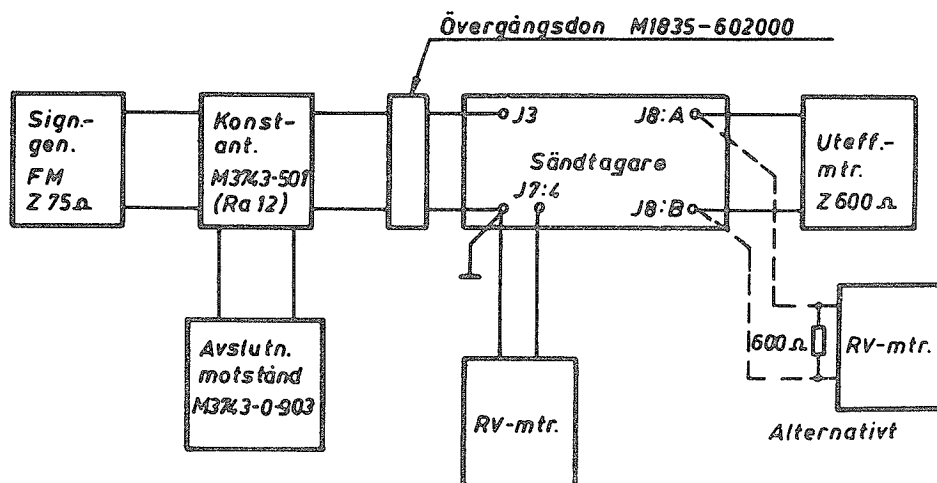 Övergångsdon M1835-602000
Sign.-
gen.
FM
Z 75Ω
Konst-
ant.
M3743-501
(Ra 12)
J3
J8:A
Sändtagare
J7:4
J8:B
Uteff.-
mtr.
Z 600 Ω
Avslutn.
motstånd
M3743-0-903
RV-mtr.
600 Ω
RV-mtr.
Alternativt